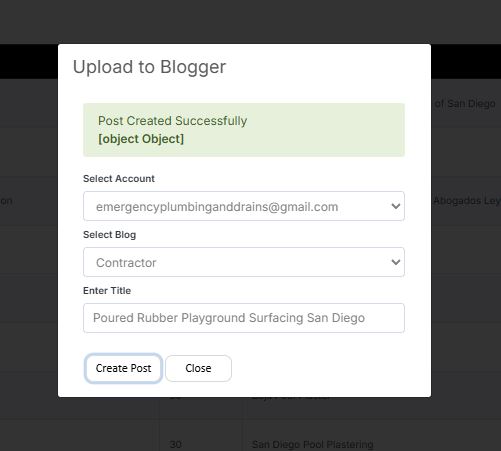 Upload to Blogger
of San Diego
Post Created Successfully
[object Object]
Select Account
emergencyplumbinganddrains@gmail.com
on
Abogados Ley
Select Blog
Contractor
Enter Title
Poured Rubber Playground Surfacing San Diego
Create Post
Close
30
San Diego Pool Plastering